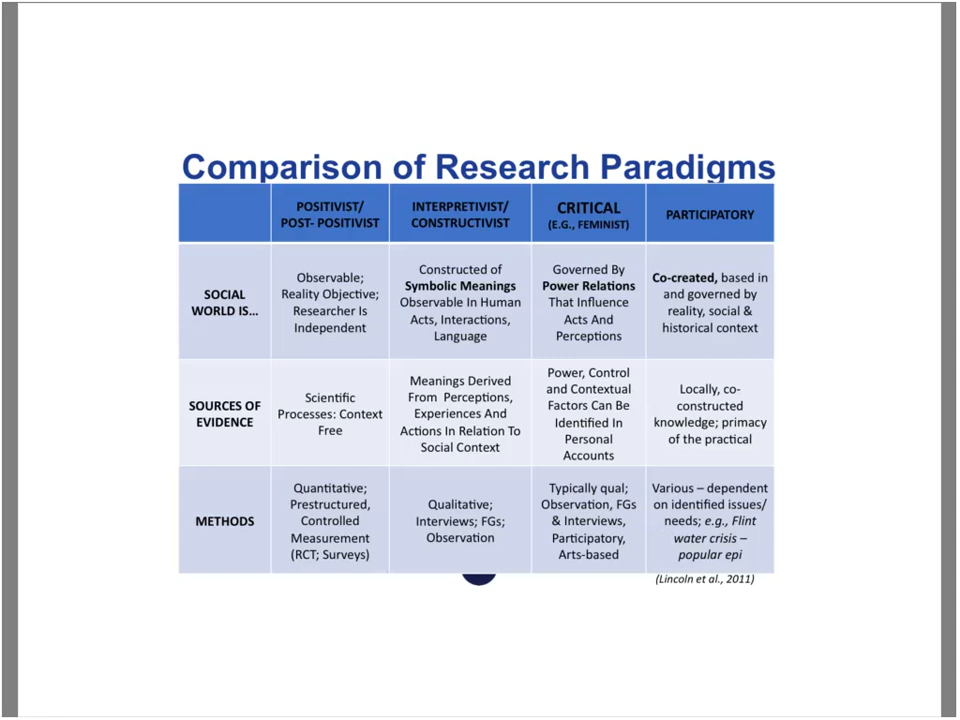 Comparison of Research Paradigms
POSITIVIST/
POST- POSITIVIST
INTERPRETIVIST/
CONSTRUCTIVIST
CRITICAL
(E.G., FEMINIST)
PARTICIPATORY
SOCIAL
WORLD IS…
Observable;
Reality Objective;
Researcher Is
Independent
Constructed of
Symbolic Meanings
Observable In Human
Acts, Interactions,
Language
Governed By
Power Relations
That Influence
Acts And
Perceptions
Co-created, based in
and governed by
reality, social &
historical context
SOURCES OF
EVIDENCE
Scientific
Processes: Context
Free
Meanings Derived
From Perceptions,
Experiences And
Actions In Relation To
Social Context
Power, Control
and Contextual
Factors Can Be
Identified In
Personal
Accounts
Locally, co-
constructed
knowledge; primacy
of the practical
METHODS
Quantitative;
Prestructured,
Controlled
Measurement
(RCT; Surveys)
Qualitative;
Interviews; FGs;
Observation
Typically qual;
Observation, FGs
& Interviews,
Participatory,
Arts-based
Various – dependent
on identified issues/
needs; e.g., Flint
water crisis –
popular epi
(Lincoln et al., 2011)